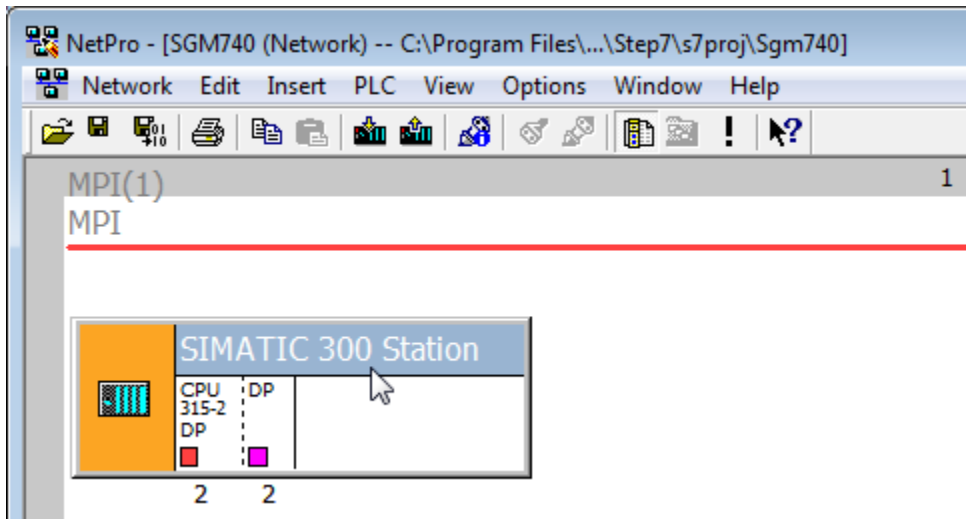 NetPro - [SGM740 (Network) -- C:\Program Files\...\Step7\s7proj\Sgm740]
Network Edit Insert PLC View Options Window Help
MPI(1)
1
MPI
SIMATIC 300 Station
CPU 315-2 DP
DP
2 2